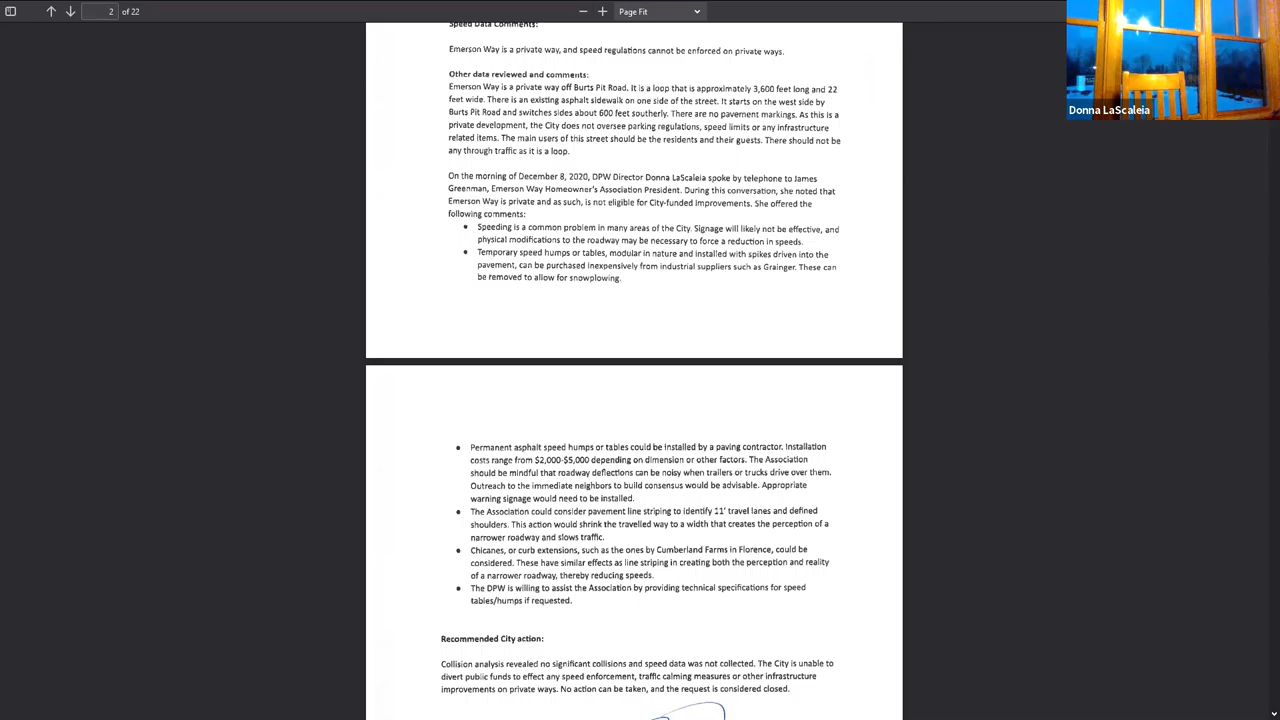 2 of 22
Page Fit
Donna LaScaleia
Speed Data Comments:
Emerson Way is a private way, and speed regulations cannot be enforced on private ways.
Other data reviewed and comments:
Emerson Way is a private way off Burts Pit Road. It is a loop that is approximately 3,600 feet long and 22
feet wide. There is an existing asphalt sidewalk on one side of the street. It starts on the west side by
Burts Pit Road and switches sides about 600 feet southerly. There are no pavement markings. As this is a
private development, the City does not oversee parking regulations, speed limits or any infrastructure
related items. The main users of this street should be the residents and their guests. There should not be
any through traffic as it is a loop.
On the morning of December 8, 2020, DPW Director Donna LaScaleia spoke by telephone to James
Greenman, Emerson Way Homeowner's Association President. During this conversation, she noted that
Emerson Way is private and as such, is not eligible for City-funded improvements. She offered the
following comments:
● Speeding is a common problem in many areas of the City. Signage will likely not be effective, and
physical modifications to the roadway may be necessary to force a reduction in speeds.
● Temporary speed humps or tables, modular in nature and installed with spikes driven into the
pavement, can be purchased inexpensively from industrial suppliers such as Grainger. These can
be removed to allow for snowplowing.
● Permanent asphalt speed humps or tables could be installed by a paving contractor. Installation
costs range from $2,000-$5,000 depending on dimension or other factors. The Association
should be mindful that roadway deflections can be noisy when trailers or trucks drive over them.
Outreach to the immediate neighbors to build consensus would be advisable. Appropriate
warning signage would need to be installed.
● The Association could consider pavement line striping to identify 11' travel lanes and defined
shoulders. This action would shrink the travelled way to a width that creates the perception of a
narrower roadway and slows traffic.
● Chicanes, or curb extensions, such as the ones by Cumberland Farms in Florence, could be
considered. These have similar effects as line striping in creating both the perception and reality
of a narrower roadway, thereby reducing speeds.
● The DPW is willing to assist the Association by providing technical specifications for speed
tables/humps if requested.
Recommended City action:
Collision analysis revealed no significant collisions and speed data was not collected. The City is unable to
divert public funds to effect any speed enforcement, traffic calming measures or other infrastructure
improvements on private ways. No action can be taken, and the request is considered closed.